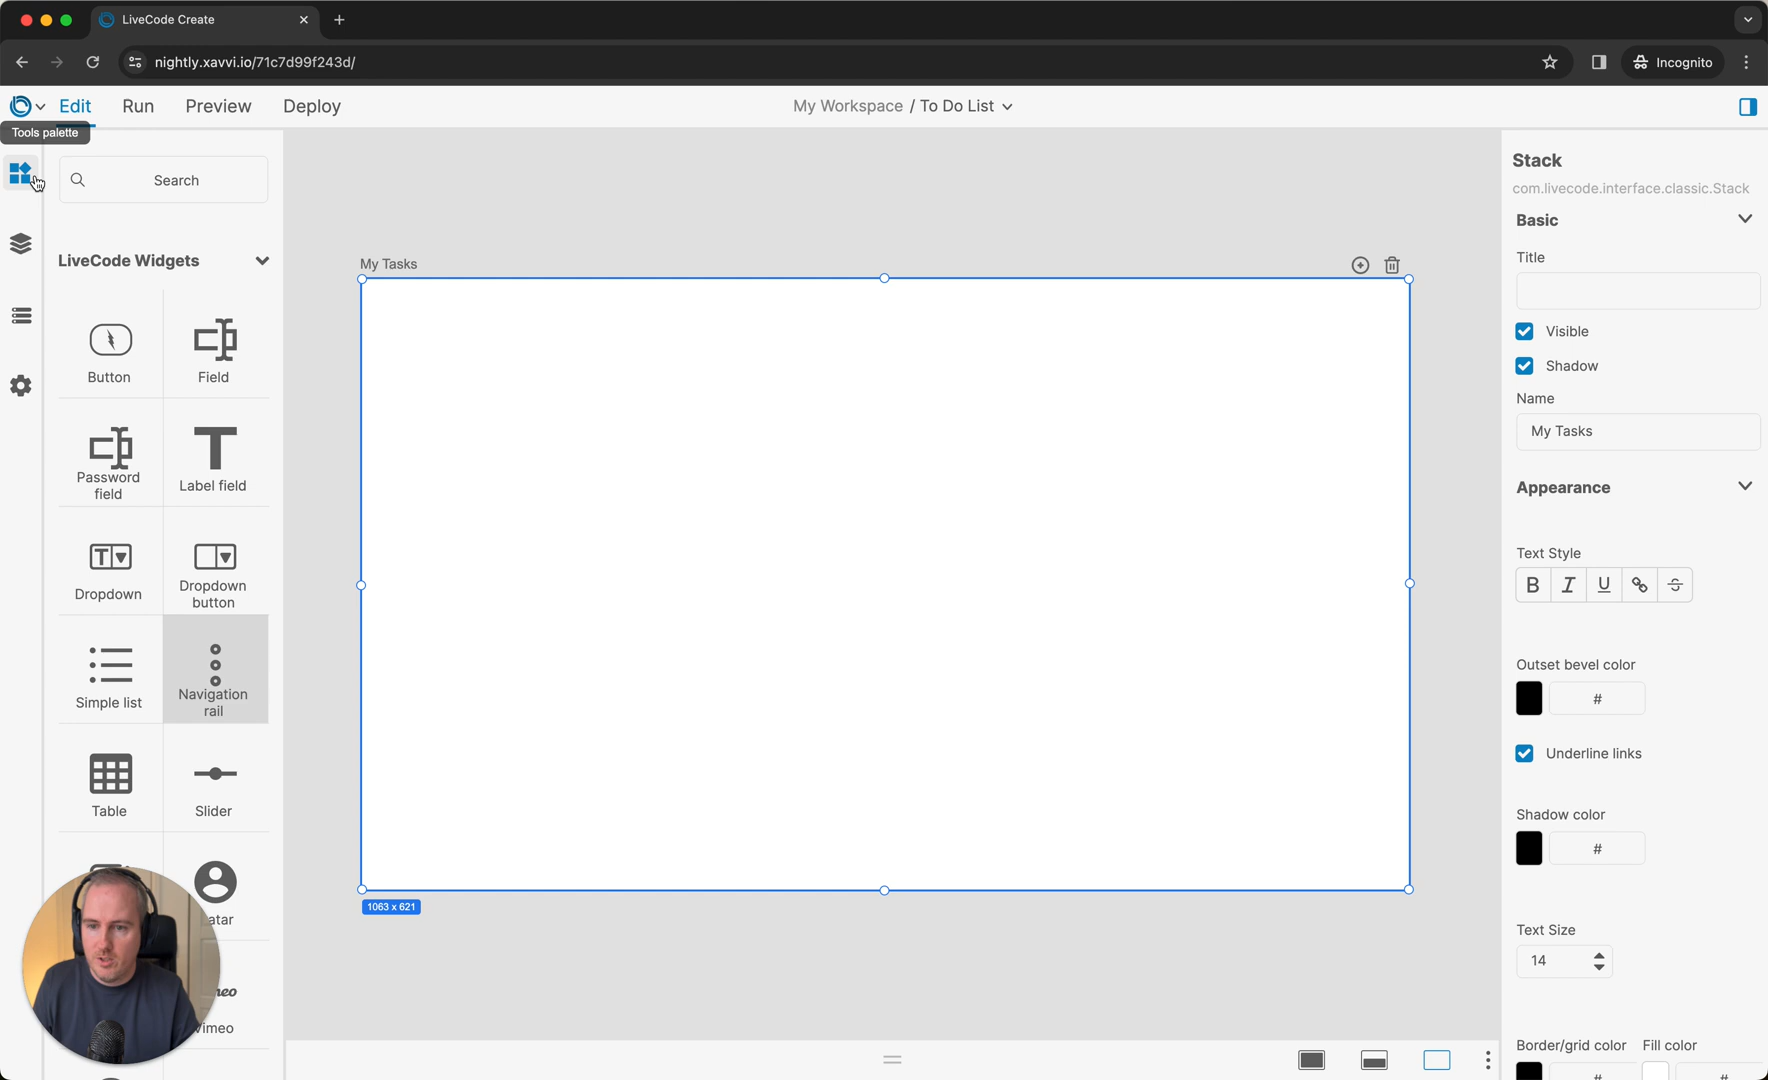 LiveCode Create
nightly.xavvi.io/71c7d99f243d/
Incognito
Edit
Run
Preview
Deploy
My Workspace / To Do List
Tools palette
Search
LiveCode Widgets
Button
Field
Password
field
Label field
Dropdown
Dropdown
button
Simple list
Navigation
rail
Table
Slider
My Tasks
1063 x 621
Stack
com.livecode.interface.classic.Stack
Basic
Title
Visible
Shadow
Name
My Tasks
Appearance
Text Style
B I U S
Outset bevel color
#
Underline links
Shadow color
#
Text Size
14
Border/grid color
Fill color